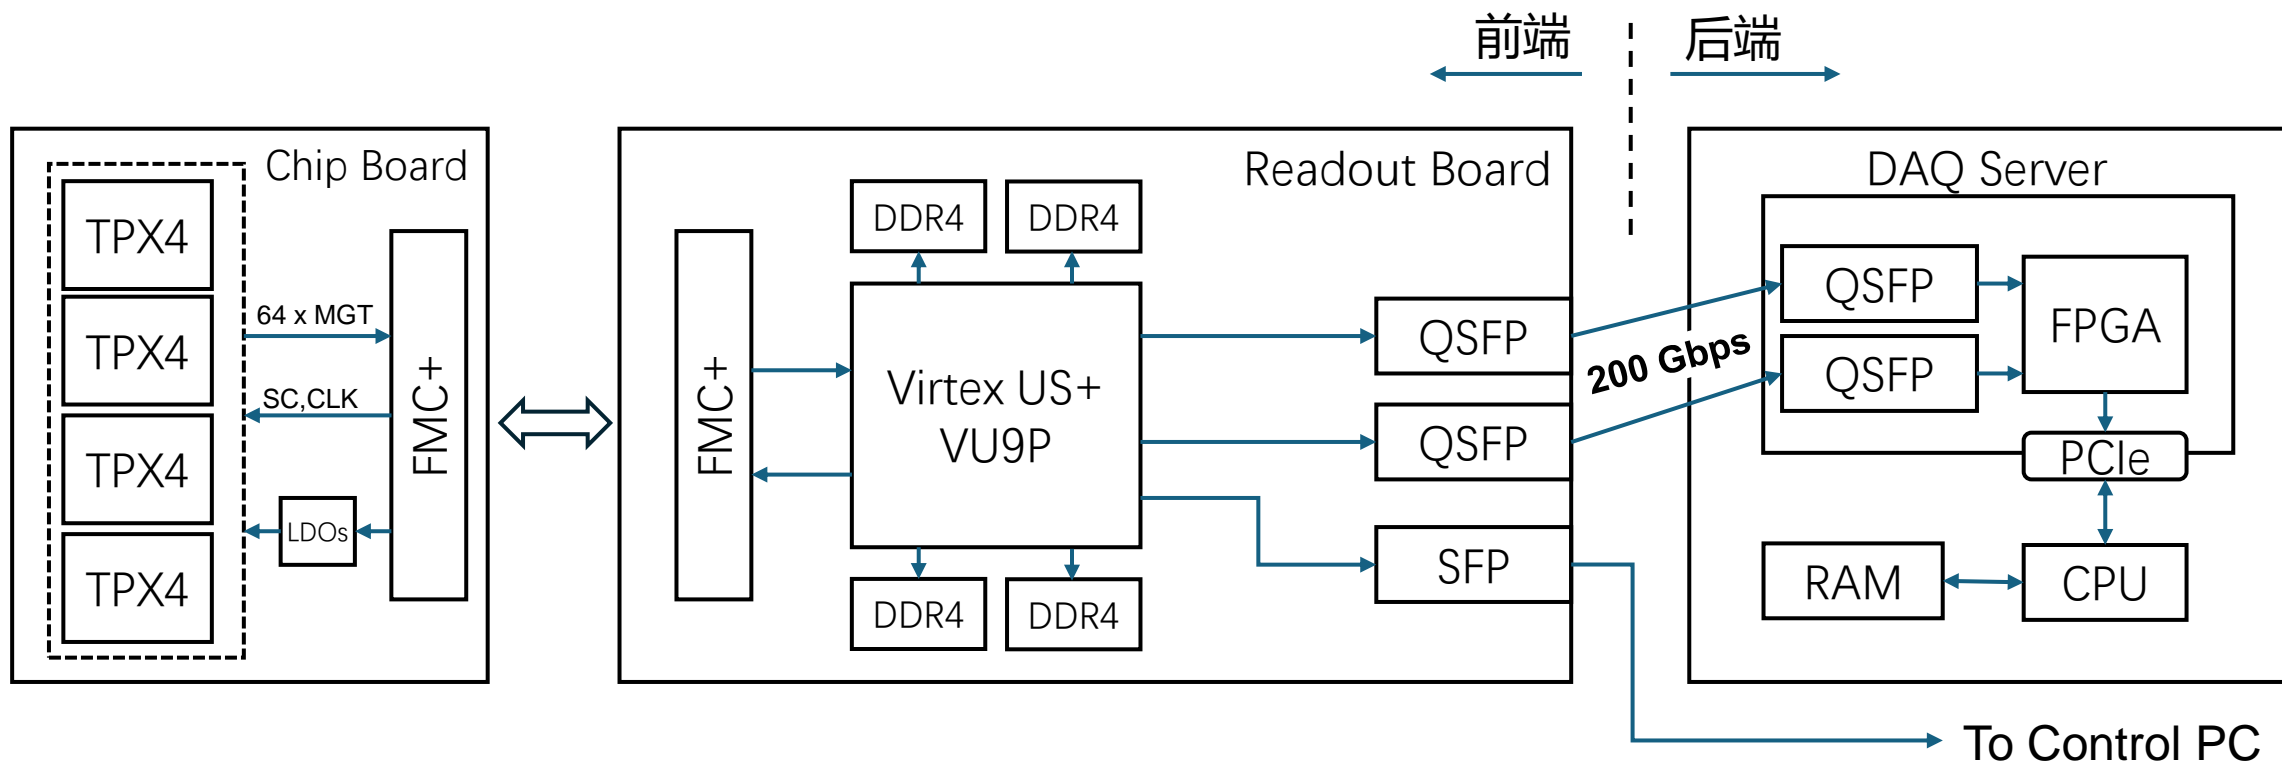 前端
后端
Chip Board
TPX4
TPX4
TPX4
TPX4
64 x MGT
SC,CLK
LDOs
FMC+
Readout Board
FMC+
DDR4
DDR4
Virtex US+
VU9P
DDR4
DDR4
QSFP
QSFP
SFP
200 Gbps
DAQ Server
QSFP
QSFP
FPGA
PCIe
RAM
CPU
To Control PC